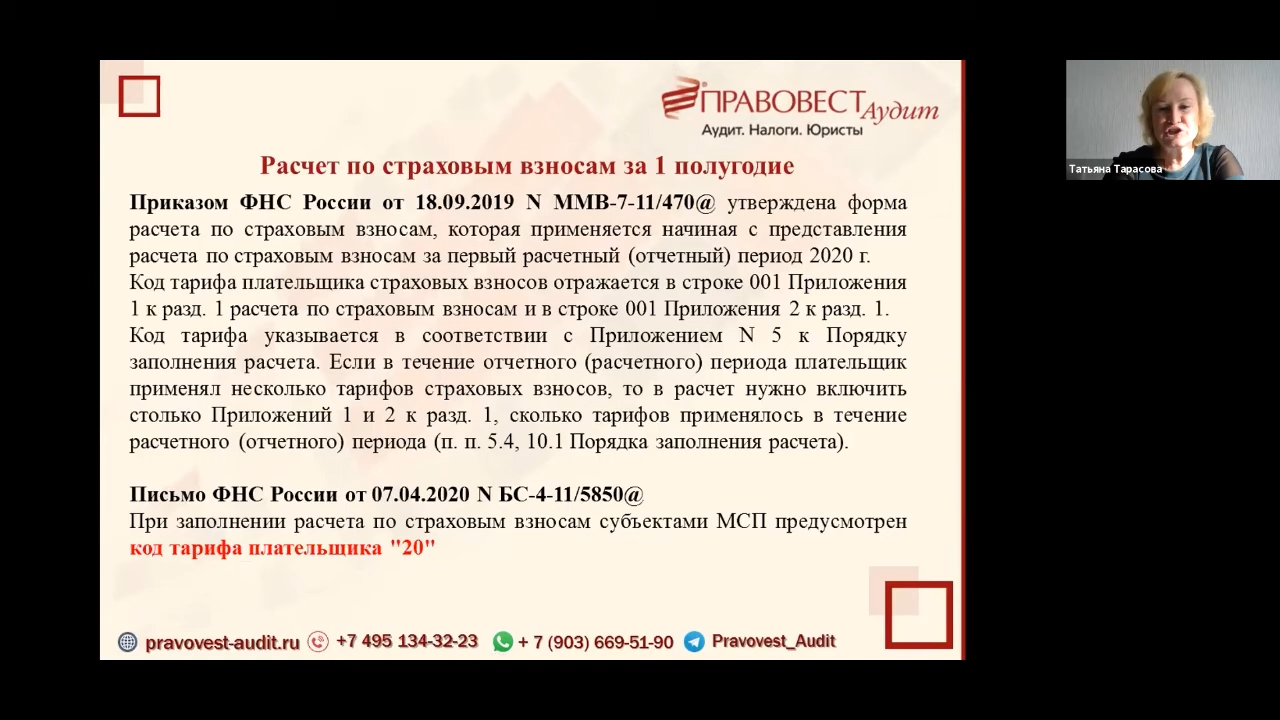 ПРАВОВЕСТ Аудит
Аудит. Налоги. Юристы
Татьяна Тарасова
Расчет по страховым взносам за 1 полугодие
Приказом ФНС России от 18.09.2019 N ММВ-7-11/470@ утверждена форма
расчета по страховым взносам, которая применяется начиная с представления
расчета по страховым взносам за первый расчетный (отчетный) период 2020 г.
Код тарифа плательщика страховых взносов отражается в строке 001 Приложения
1 к разд. 1 расчета по страховым взносам и в строке 001 Приложения 2 к разд. 1.
Код тарифа указывается в соответствии с Приложением N 5 к Порядку
заполнения расчета. Если в течение отчетного (расчетного) периода плательщик
применял несколько тарифов страховых взносов, то в расчет нужно включить
столько Приложений 1 и 2 к разд. 1, сколько тарифов применялось в течение
расчетного (отчетного) периода (п. п. 5.4, 10.1 Порядка заполнения расчета).
Письмо ФНС России от 07.04.2020 N БС-4-11/5850@
При заполнении расчета по страховым взносам субъектами МСП предусмотрен
код тарифа плательщика "20"
pravovest-audit.ru +7 495 134-32-23 + 7 (903) 669-51-90 Pravovest_Audit